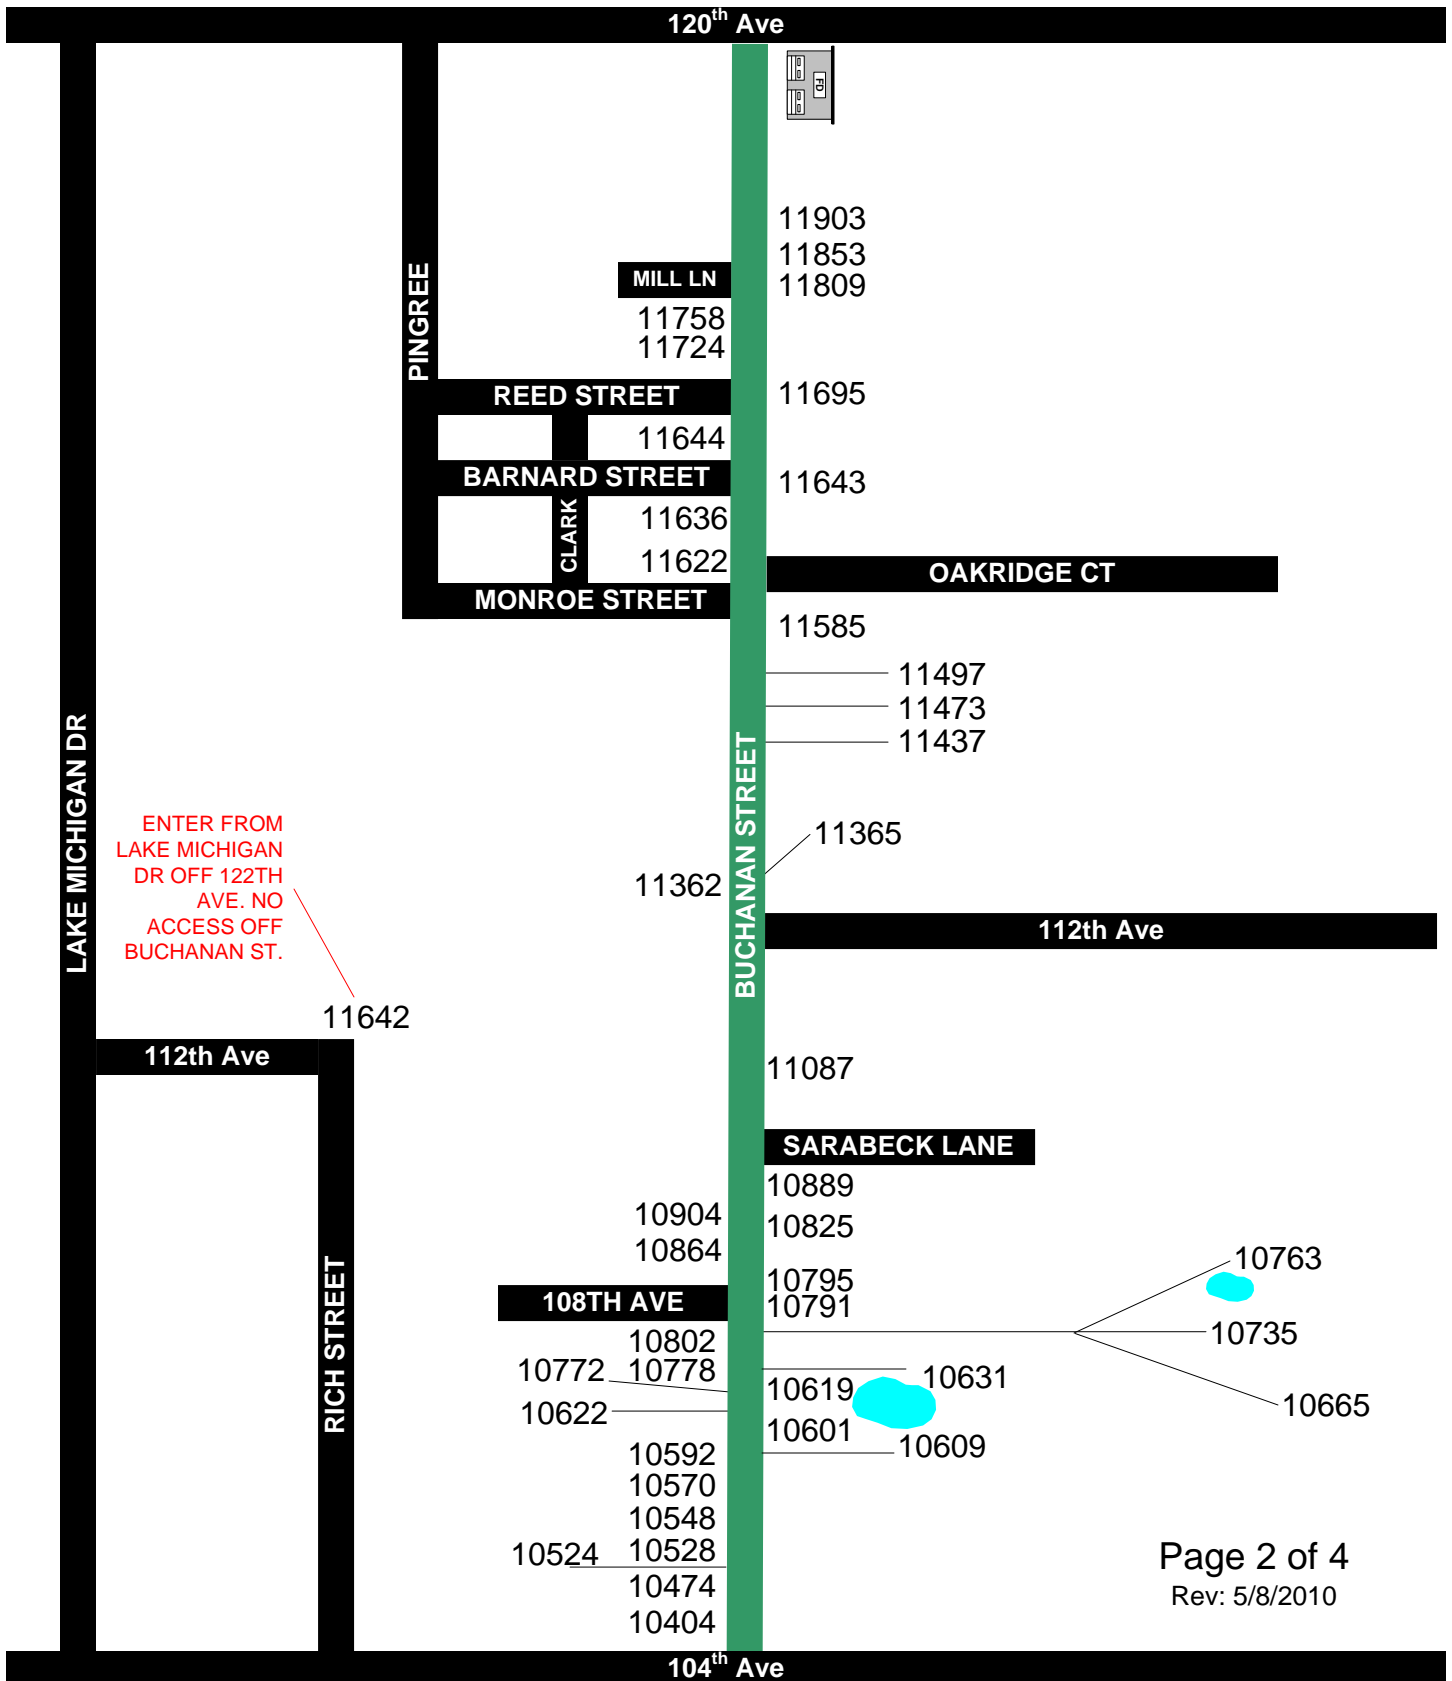 120th Ave
FD
11903
11853
11809
MILL LN
11758
11724
PINGREE
REED STREET
11695
11644
BARNARD STREET
11643
CLARK
11636
11622
OAKRIDGE CT
MONROE STREET
11585
11497
11473
11437
LAKE MICHIGAN DR
BUCHANAN STREET
ENTER FROM
LAKE MICHIGAN
DR OFF 122TH
AVE. NO
ACCESS OFF
BUCHANAN ST.
11365
11362
112th Ave
11642
112th Ave
11087
SARABECK LANE
10889
10904
10825
10864
10763
10795
10791
108TH AVE
RICH STREET
10802
10735
10772
10778
10631
10619
10665
10622
10601
10609
10592
10570
10548
10524
10528
10474
10404
Page 2 of 4
Rev: 5/8/2010
104th Ave